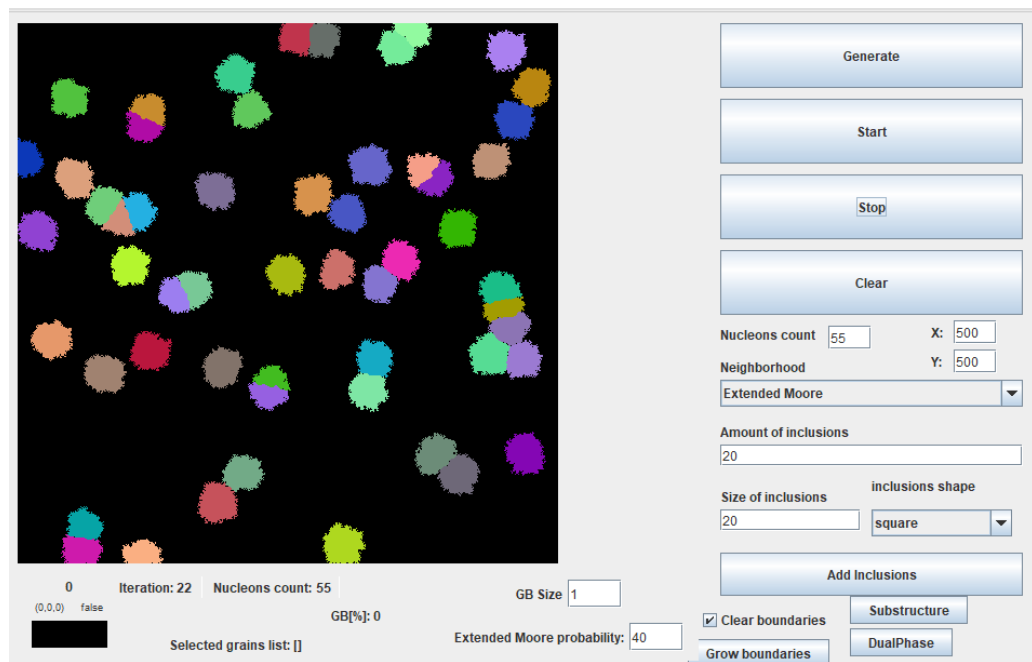 Generate
Start
Stop
Clear
Nucleons count 55 X: 500
Neighborhood Y: 500
Extended Moore
Amount of inclusions
20
Size of inclusions inclusions shape
20 square
Add Inclusions
0 Iteration: 22 Nucleons count: 55
(0,0,0) false
GB[%]: 0
Selected grains list: []
GB Size 1
Extended Moore probability: 40
Clear boundaries
Substructure
DualPhase
Grow boundaries